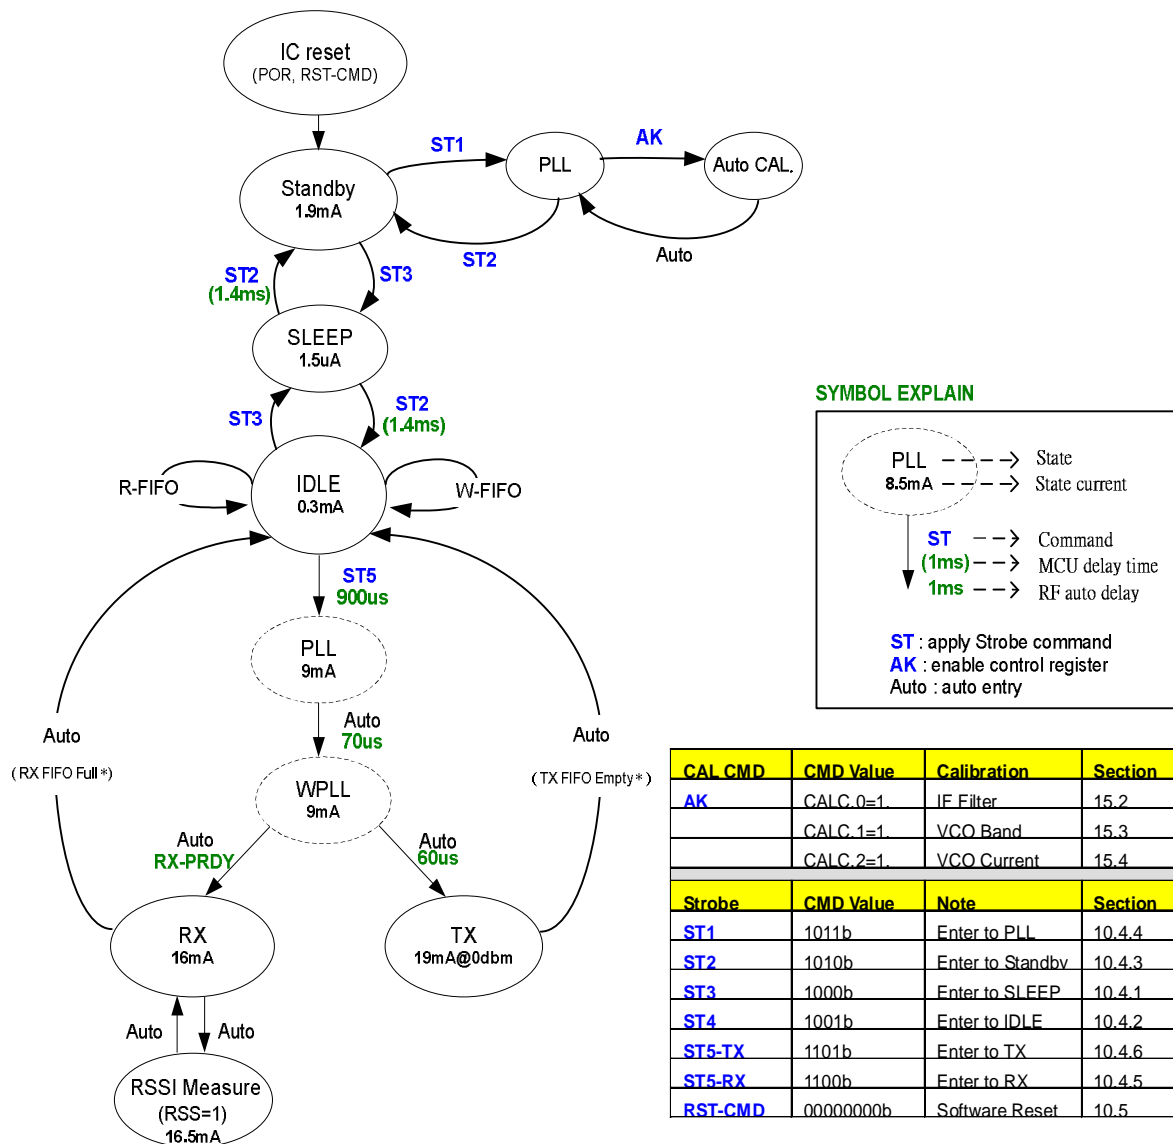 IC reset
(POR, RST-CMD)
ST1
AK
PLL
Auto CAL.
Standby
1.9mA
ST2
Auto
ST2
(1.4ms)
ST3
SLEEP
1.5uA
ST3
ST2
(1.4ms)
R-FIFO
IDLE
0.3mA
W-FIFO
ST5
900us
PLL
9mA
Auto
70us
Auto
(RX FIFO Full*)
Auto
(TX FIFO Empty*)
WPLL
9mA
Auto
RX-PRDY
Auto
60us
RX
16mA
TX
19mA@0dbm
Auto
Auto
RSSI Measure
(RSS=1)
16.5mA
SYMBOL EXPLAIN
PLL
State
8.5mA
State current
ST
Command
(1ms)
MCU delay time
1ms
RF auto delay
ST : apply Strobe command
AK : enable control register
Auto : auto entry
CAL CMD CMD Value Calibration Section
AK CALC.0=1. IF Filter 15.2
CALC.1=1. VCO Band 15.3
CALC.2=1. VCO Current 15.4
Strobe CMD Value Note Section
ST1 1011b Enter to PLL 10.4.4
ST2 1010b Enter to Standby 10.4.3
ST3 1000b Enter to SLEEP 10.4.1
ST4 1001b Enter to IDLE 10.4.2
ST5-TX 1101b Enter to TX 10.4.6
ST5-RX 1100b Enter to RX 10.4.5
RST-CMD 00000000b Software Reset 10.5